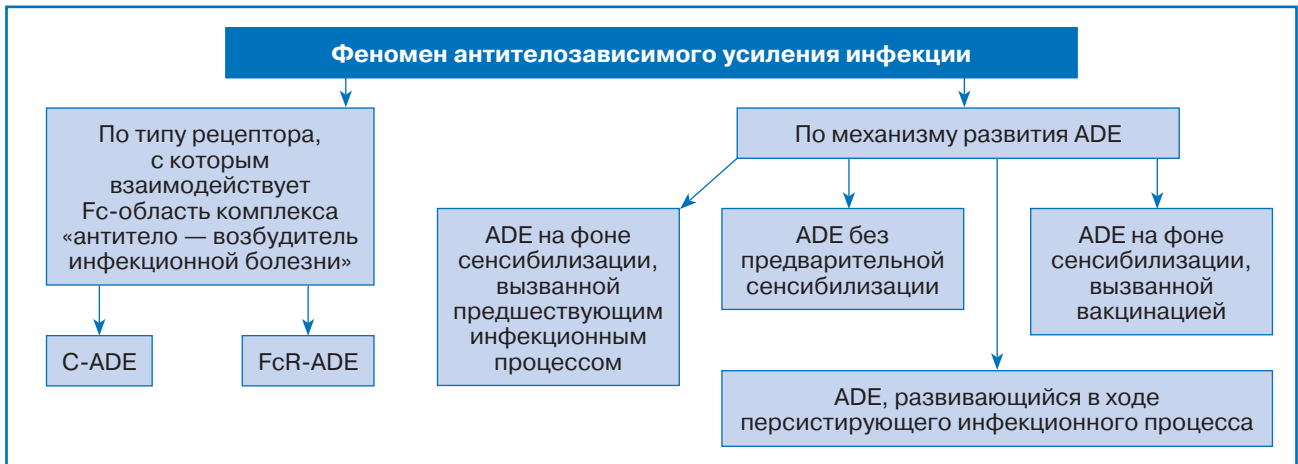 Феномен антителозависимого усиления инфекции
По типу рецептора,
с которым
взаимодействует
Fc-область комплекса
«антитело — возбудитель
инфекционной болезни»
C-ADE
FcR-ADE
По механизму развития ADE
ADE на фоне
сенсибилизации,
вызванной
предшествующим
инфекционным
процессом
ADE без
предварительной
сенсибилизации
ADE на фоне
сенсибилизации,
вызванной
вакцинацией
ADE, развивающийся в ходе
персистирующего инфекционного процесса